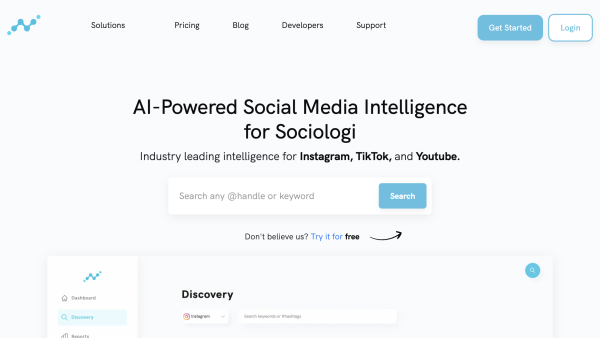 Solutions
Pricing
Blog
Developers
Support
Get Started
Login
AI-Powered Social Media Intelligence
for Sociologi
Industry leading intelligence for Instagram, TikTok, and Youtube.
Search any @handle or keyword
Search
Don't believe us? Try it for free
Dashboard
Discovery
Reports
Discovery
Instagram
Search keywords or #hashtags